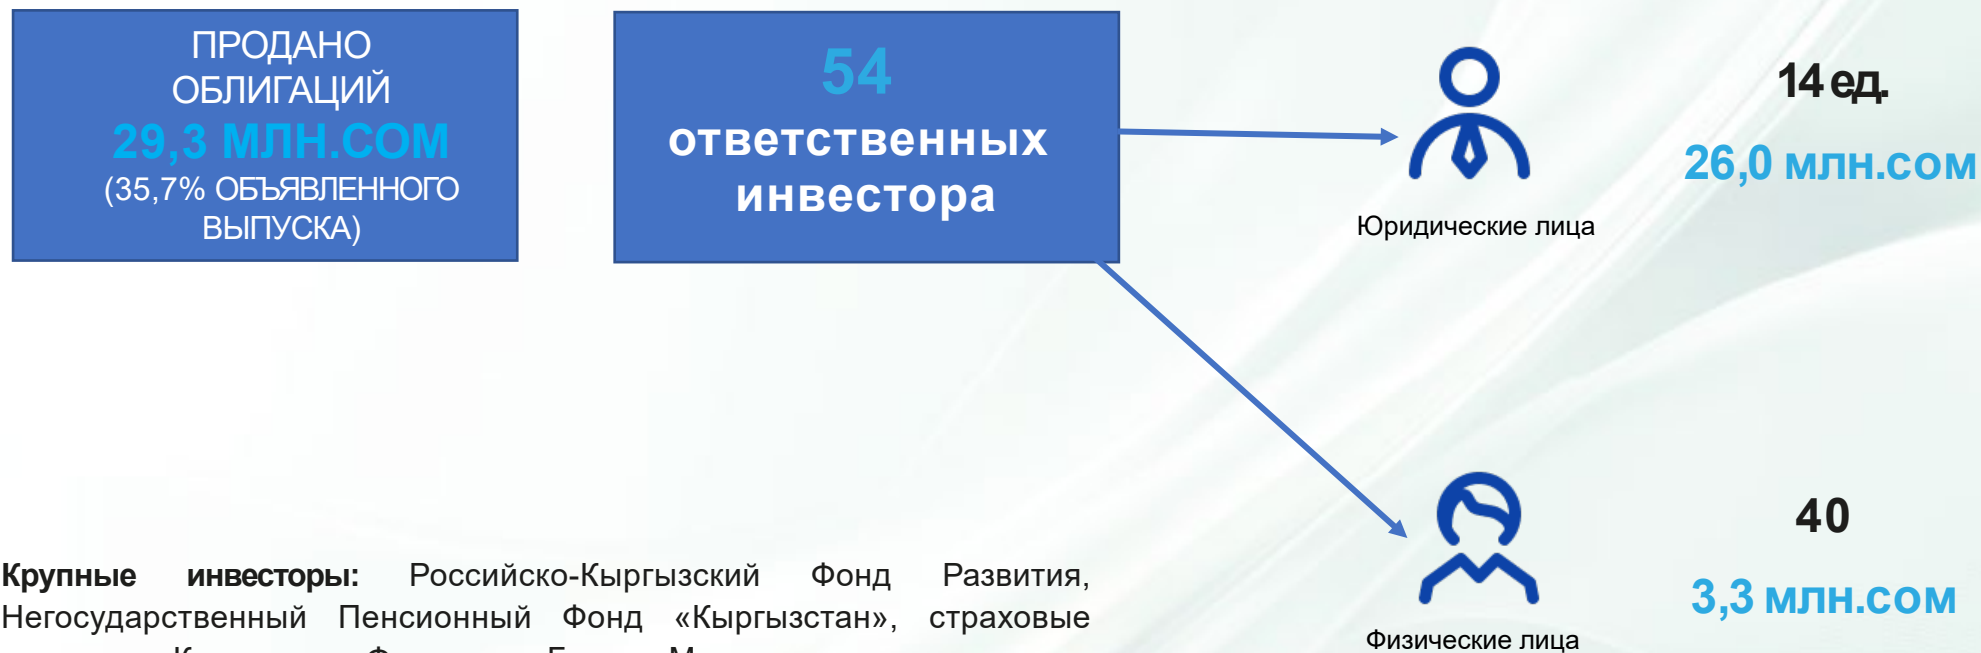 ПРОДАНО
ОБЛИГАЦИЙ
29,3 МЛН.СОМ
(35,7% ОБЪЯВЛЕННОГО
ВЫПУСКА)
54
ответственных
инвестора
14 ед.
26,0 млн.сом
Юридические лица
40
3,3 млн.сом
Физические лица
Крупные инвесторы: Российско-Кыргызский Фонд Развития,
Негосударственный Пенсионный Фонд «Кыргызстан», страховые